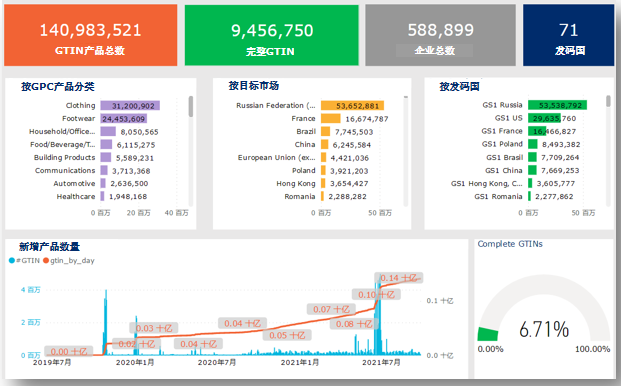 140,983,521
GTIN产品总数
9,456,750
完整GTIN
588,899
企业总数
71
发码国
按GPC产品分类
Clothing 31,200,902
Footwear 24,453,609
Household/Office... 8,050,565
Food/Beverage/T... 6,115,275
Building Products 5,589,231
Communications 3,713,368
Automotive 2,636,500
Healthcare 1,948,168
0 百万 20 百万 40 百万
按目标市场
Russian Federation (... 53,652,881
France 16,674,787
Brazil 7,745,503
China 6,245,584
European Union (ex... 4,421,036
Poland 3,921,203
Hong Kong 3,654,427
Romania 2,288,282
0 百万 50 百万
按发码国
GS1 Russia 53,538,792
GS1 US 29,635,760
GS1 France 16,466,827
GS1 Poland 8,493,382
GS1 Brasil 7,709,264
GS1 China 7,669,253
GS1 Hong Kong, C... 3,605,777
GS1 Romania 2,277,862
0 百万 50 百万
新增产品数量
#GTIN gtin_by_day
4 百万
2 百万
0 百万
0.00 十亿
0.02 十亿
0.03 十亿
0.04 十亿
0.04 十亿
0.05 十亿
0.07 十亿
0.08 十亿
0.10 十亿
0.14 十亿
0.1 十亿
0.0 十亿
2019年7月 2020年1月 2020年7月 2021年1月 2021年7月
Complete GTINs
6.71%
0.00% 100.00%